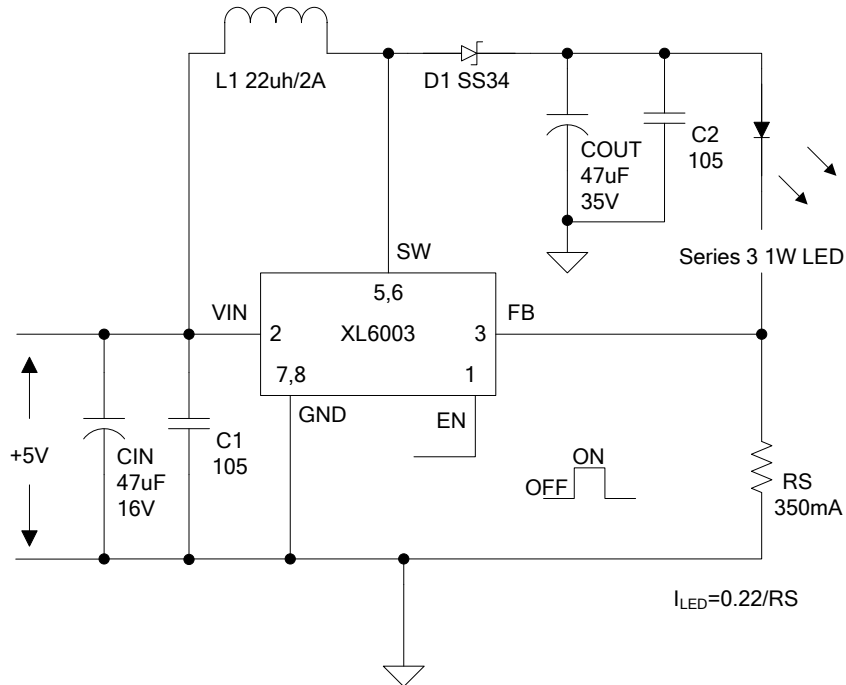 L1 22uh/2A
D1 SS34
COUT
47uF
35V
C2
105
SW
Series 3 1W LED
5,6
VIN
FB
2
XL6003
3
7,8
1
GND
EN
+5V
CIN
47uF
16V
C1
105
ON
OFF
RS
350mA
ILED=0.22/RS